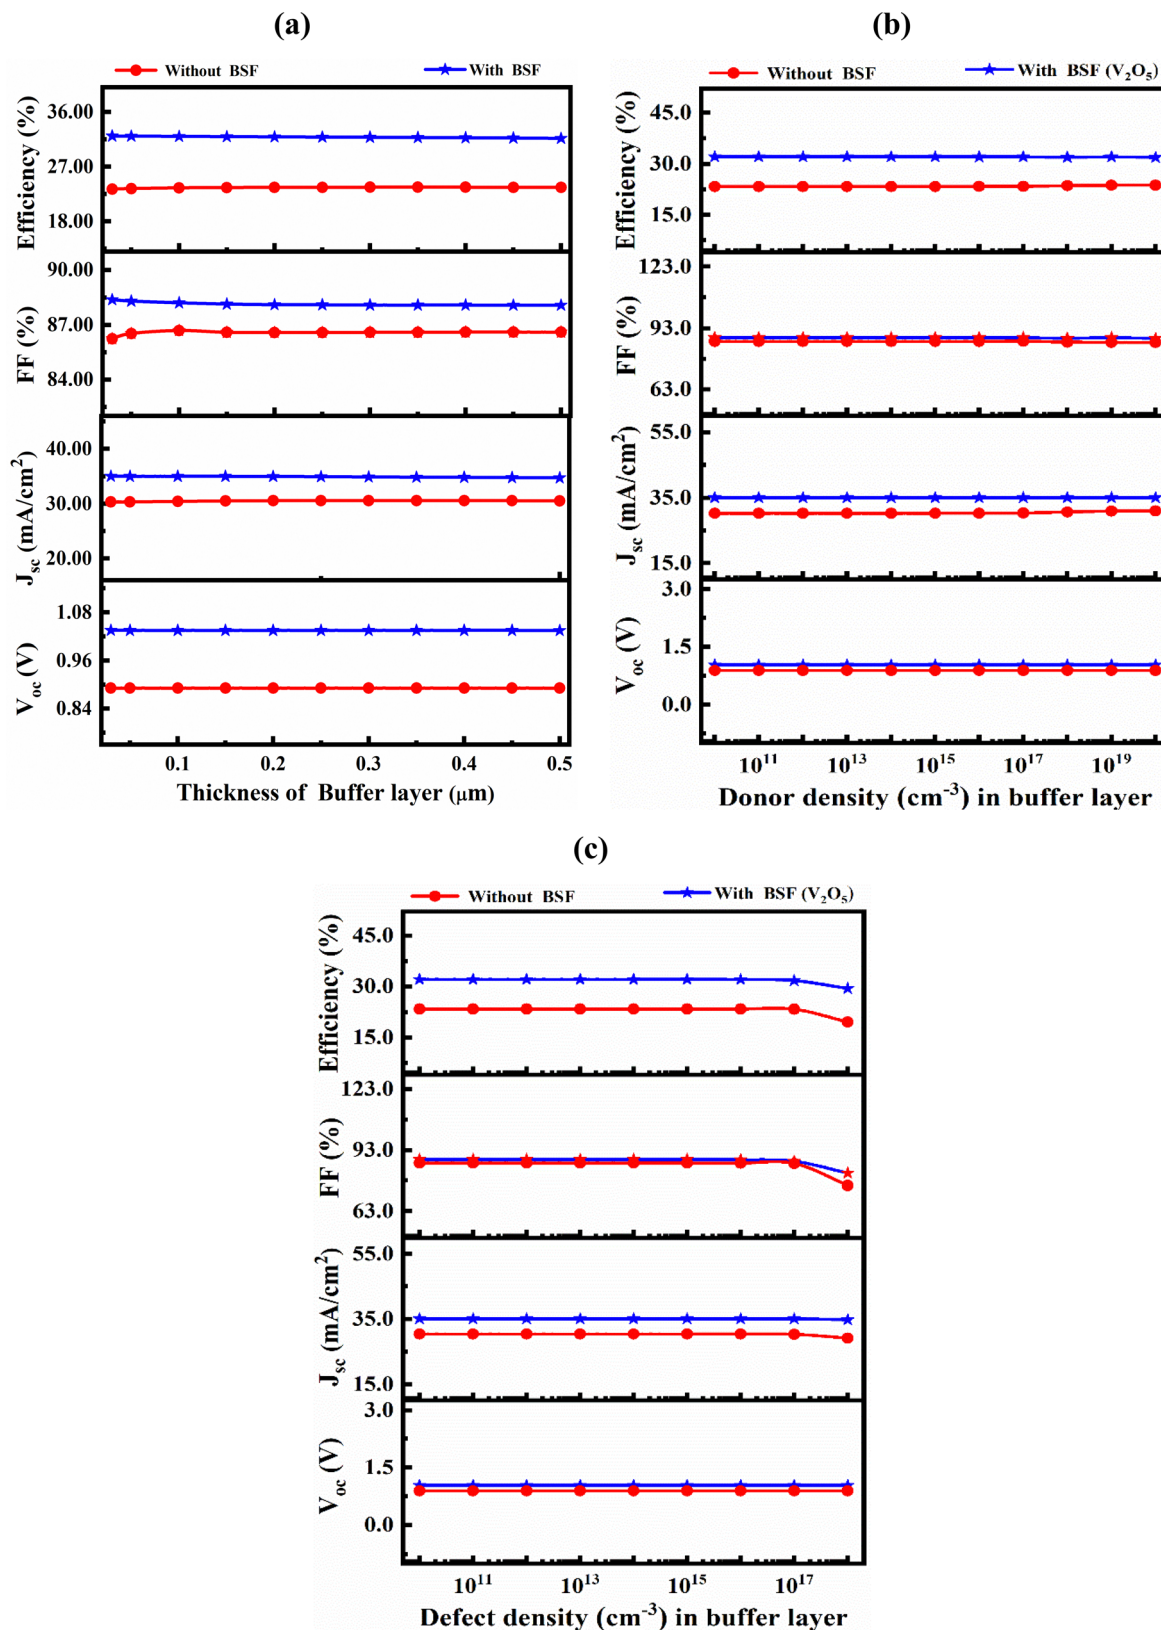 (a)
Without BSF
With BSF
Efficiency (%)
36.00
27.00
18.00
FF (%)
90.00
87.00
84.00
J_sc (mA/cm²)
40.00
30.00
20.00
V_oc (V)
1.08
0.96
0.84
0.1
0.2
0.3
0.4
0.5
Thickness of Buffer layer (μm)
(b)
Without BSF
With BSF (V₂O₅)
Efficiency (%)
45.0
30.0
15.0
FF (%)
123.0
93.0
63.0
J_sc (mA/cm²)
55.0
35.0
15.0
V_oc (V)
3.0
1.5
0.0
10¹¹
10¹³
10¹⁵
10¹⁷
10¹⁹
Donor density (cm⁻³) in buffer layer
(c)
Without BSF
With BSF (V₂O₅)
Efficiency (%)
45.0
30.0
15.0
FF (%)
123.0
93.0
63.0
J_sc (mA/cm²)
55.0
35.0
15.0
V_oc (V)
3.0
1.5
0.0
10¹¹
10¹³
10¹⁵
10¹⁷
Defect density (cm⁻³) in buffer layer